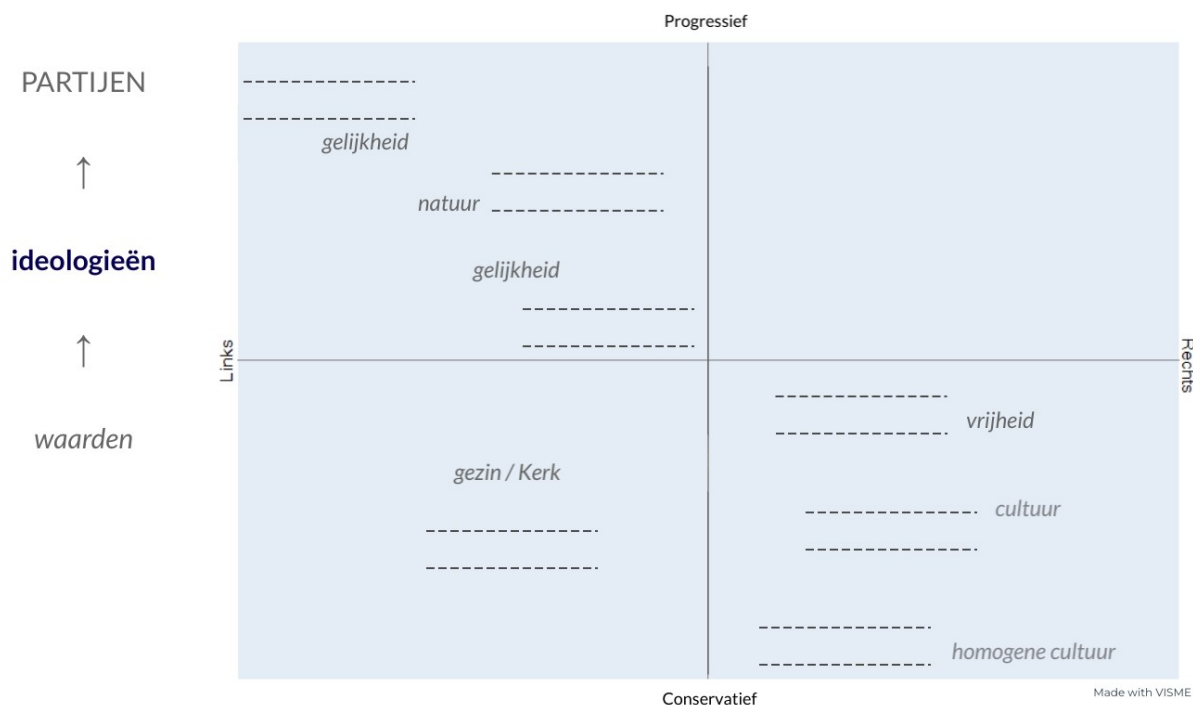 Progressief
PARTIJEN
gelijkheid
natuur
ideologieën
gelijkheid
Links
Rechts
vrijheid
waarden
gezin / Kerk
cultuur
homogene cultuur
Conservatief
Made with VISME